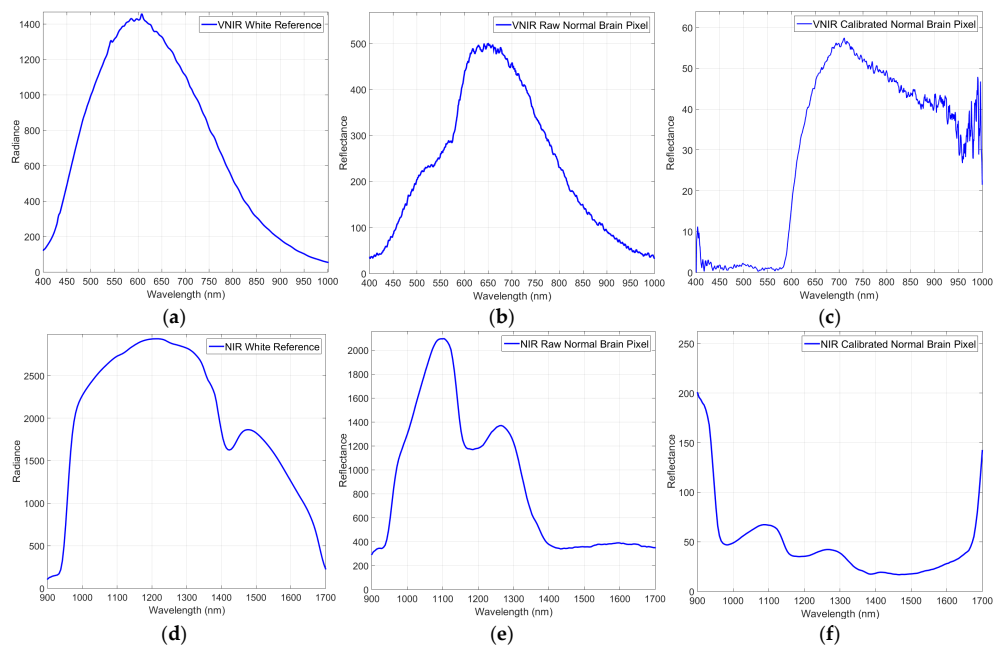 VNIR White Reference
1400
1200
1000
800
600
400
200
0
Radiance
400 450 500 550 600 650 700 750 800 850 900 950 1000
Wavelength (nm)
(a)
VNIR Raw Normal Brain Pixel
500
400
300
200
100
0
Reflectance
400 450 500 550 600 650 700 750 800 850 900 950 1000
Wavelength (nm)
(b)
VNIR Calibrated Normal Brain Pixel
60
50
40
30
20
10
0
Reflectance
400 450 500 550 600 650 700 750 800 850 900 950 1000
Wavelength (nm)
(c)
NIR White Reference
2500
2000
1500
1000
500
0
Radiance
900 1000 1100 1200 1300 1400 1500 1600 1700
Wavelength (nm)
(d)
NIR Raw Normal Brain Pixel
2000
1800
1600
1400
1200
1000
800
600
400
200
0
Reflectance
900 1000 1100 1200 1300 1400 1500 1600 1700
Wavelength (nm)
(e)
NIR Calibrated Normal Brain Pixel
250
200
150
100
50
0
Reflectance
900 1000 1100 1200 1300 1400 1500 1600 1700
Wavelength (nm)
(f)